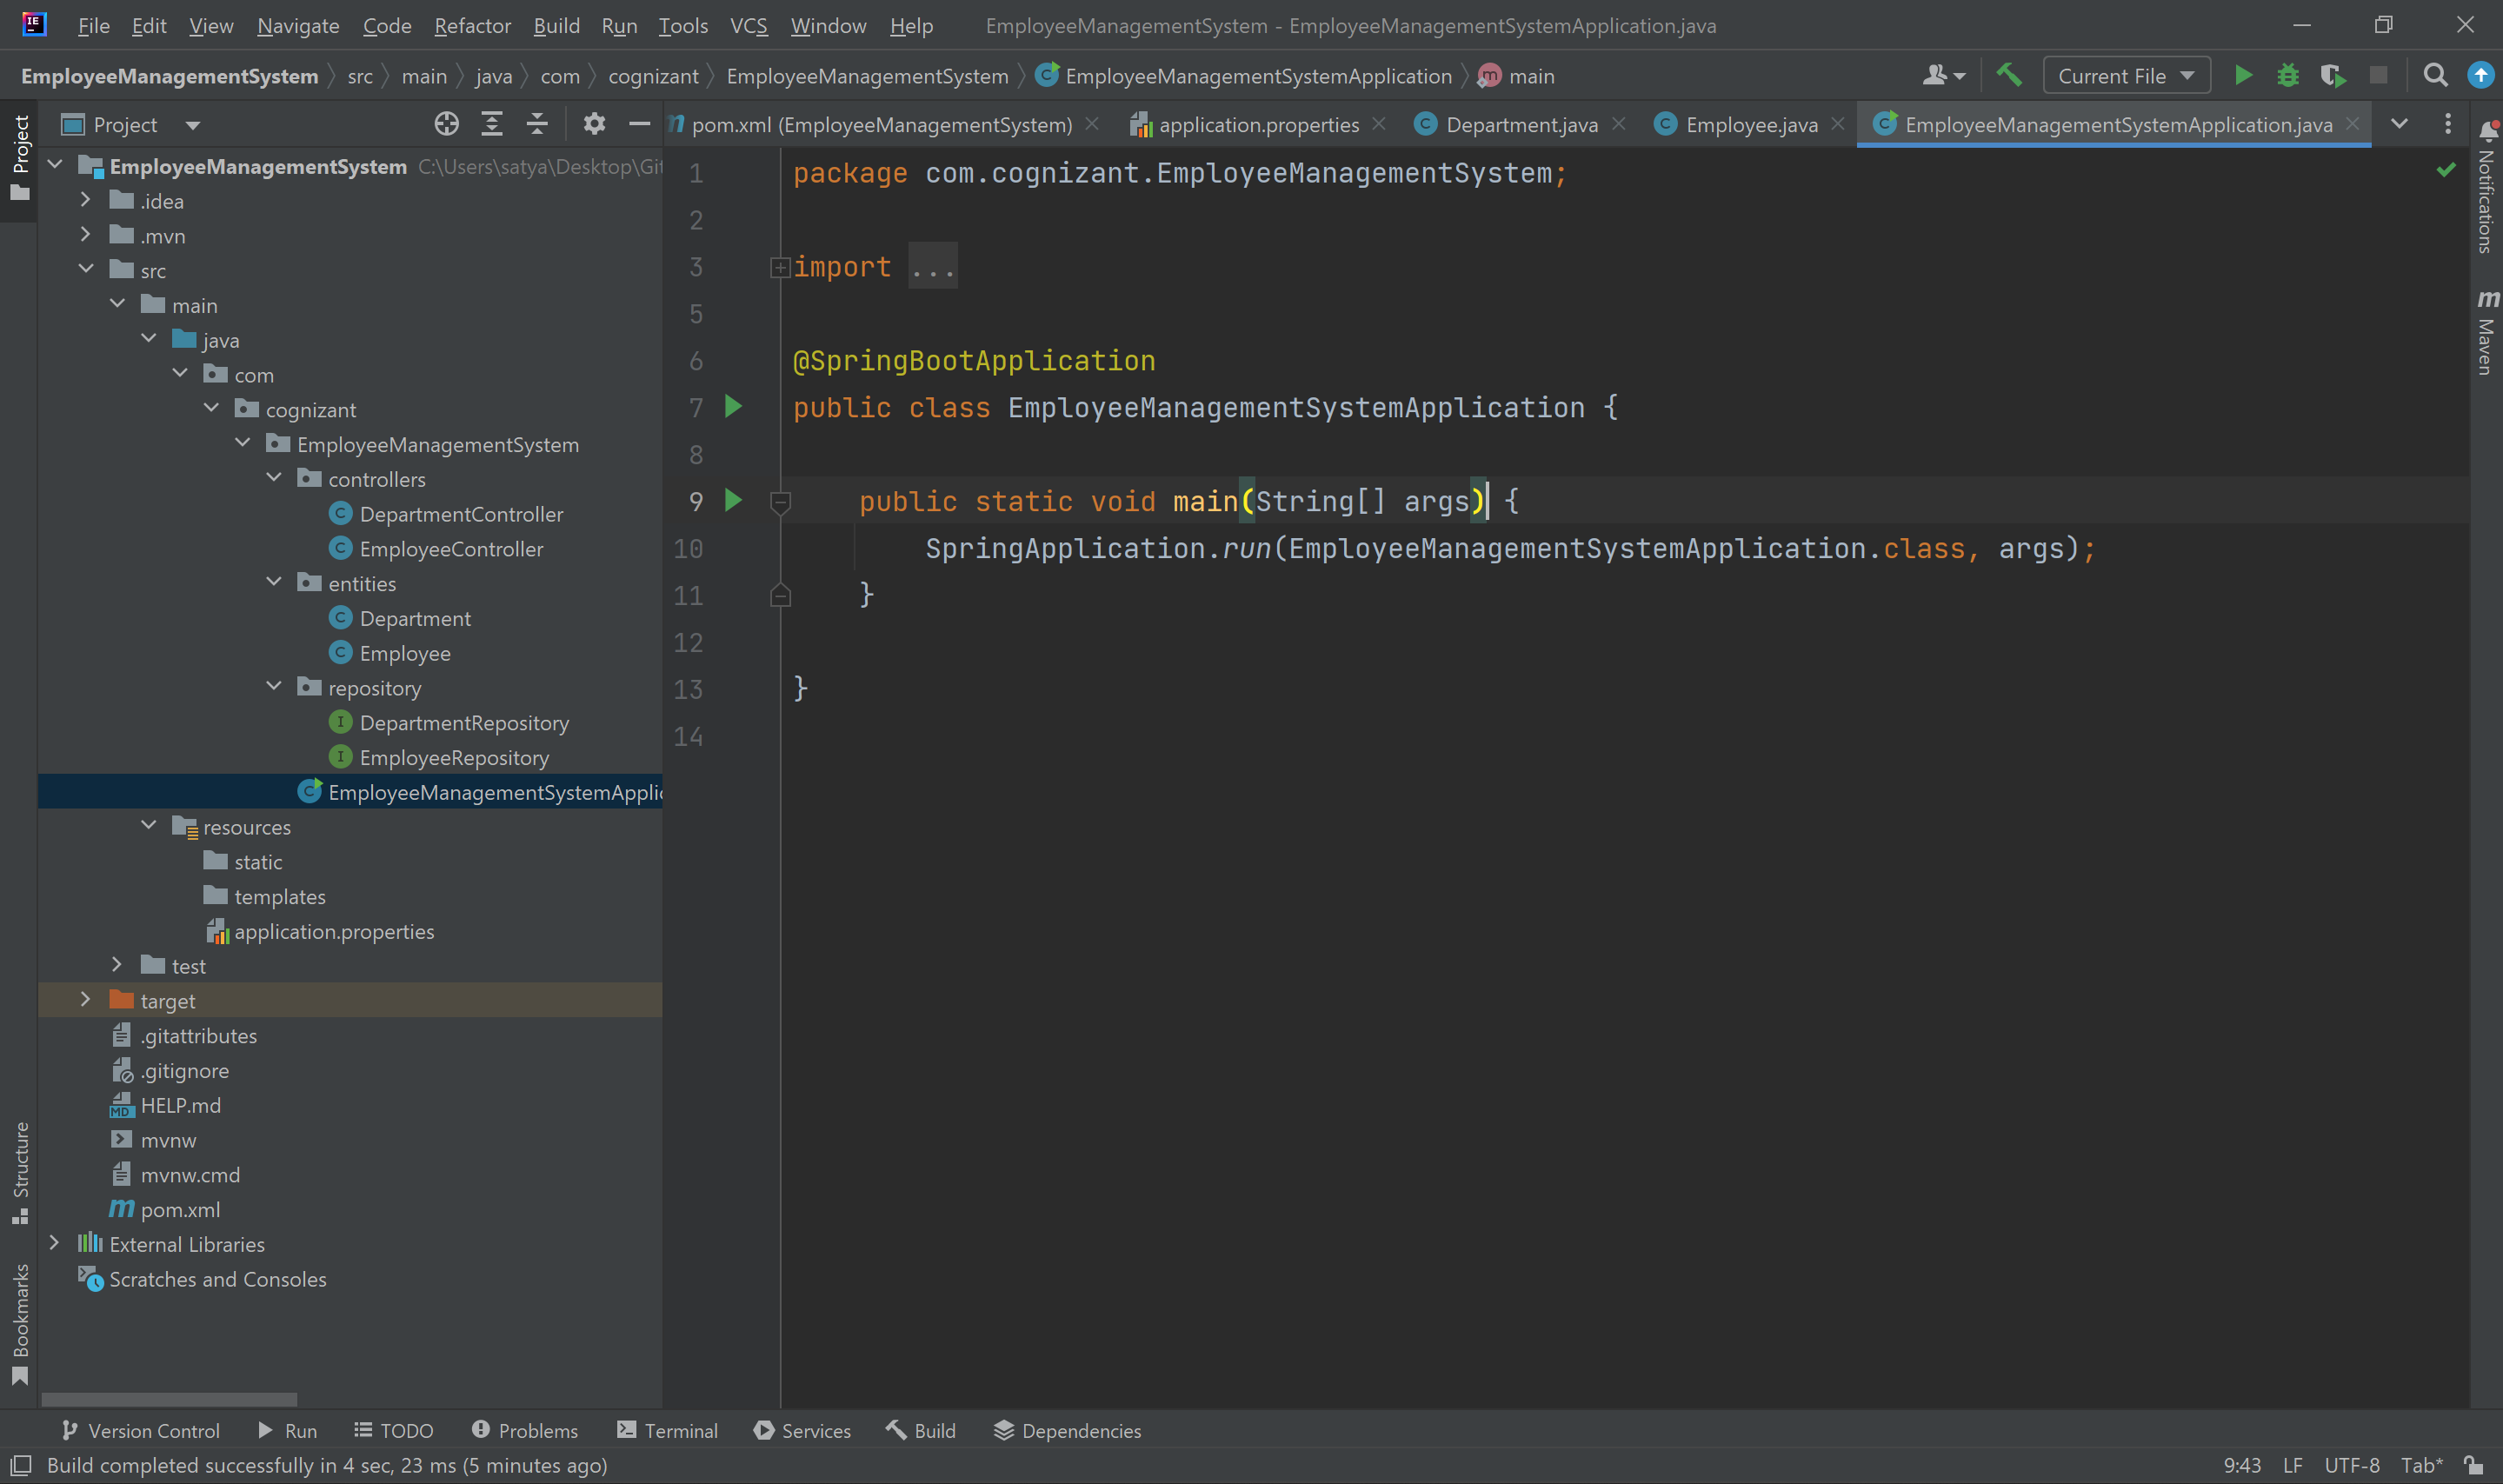 File Edit View Navigate Code Refactor Build Run Tools VCS Window Help EmployeeManagementSystem - EmployeeManagementSystemApplication.java
EmployeeManagementSystem src main java com cognizant EmployeeManagementSystem EmployeeManagementSystemApplication main Current File
Project
pom.xml (EmployeeManagementSystem) application.properties Department.java Employee.java EmployeeManagementSystemApplication.java
Project
EmployeeManagementSystem C:\Users\satya\Desktop\Git
.idea
.mvn
src
main
java
com
cognizant
EmployeeManagementSystem
controllers
DepartmentController
EmployeeController
entities
Department
Employee
repository
DepartmentRepository
EmployeeRepository
EmployeeManagementSystemApplic
resources
static
templates
application.properties
test
target
.gitattributes
.gitignore
HELP.md
mvnw
mvnw.cmd
pom.xml
External Libraries
Scratches and Consoles
Structure
Bookmarks
1 package com.cognizant.EmployeeManagementSystem;
2
3 import ...
5
6 @SpringBootApplication
7 public class EmployeeManagementSystemApplication {
8
9 public static void main(String[] args) {
10 SpringApplication.run(EmployeeManagementSystemApplication.class, args);
11 }
12
13 }
14
Notifications
Maven
Version Control Run TODO Problems Terminal Services Build Dependencies
Build completed successfully in 4 sec, 23 ms (5 minutes ago) 9:43 LF UTF-8 Tab*